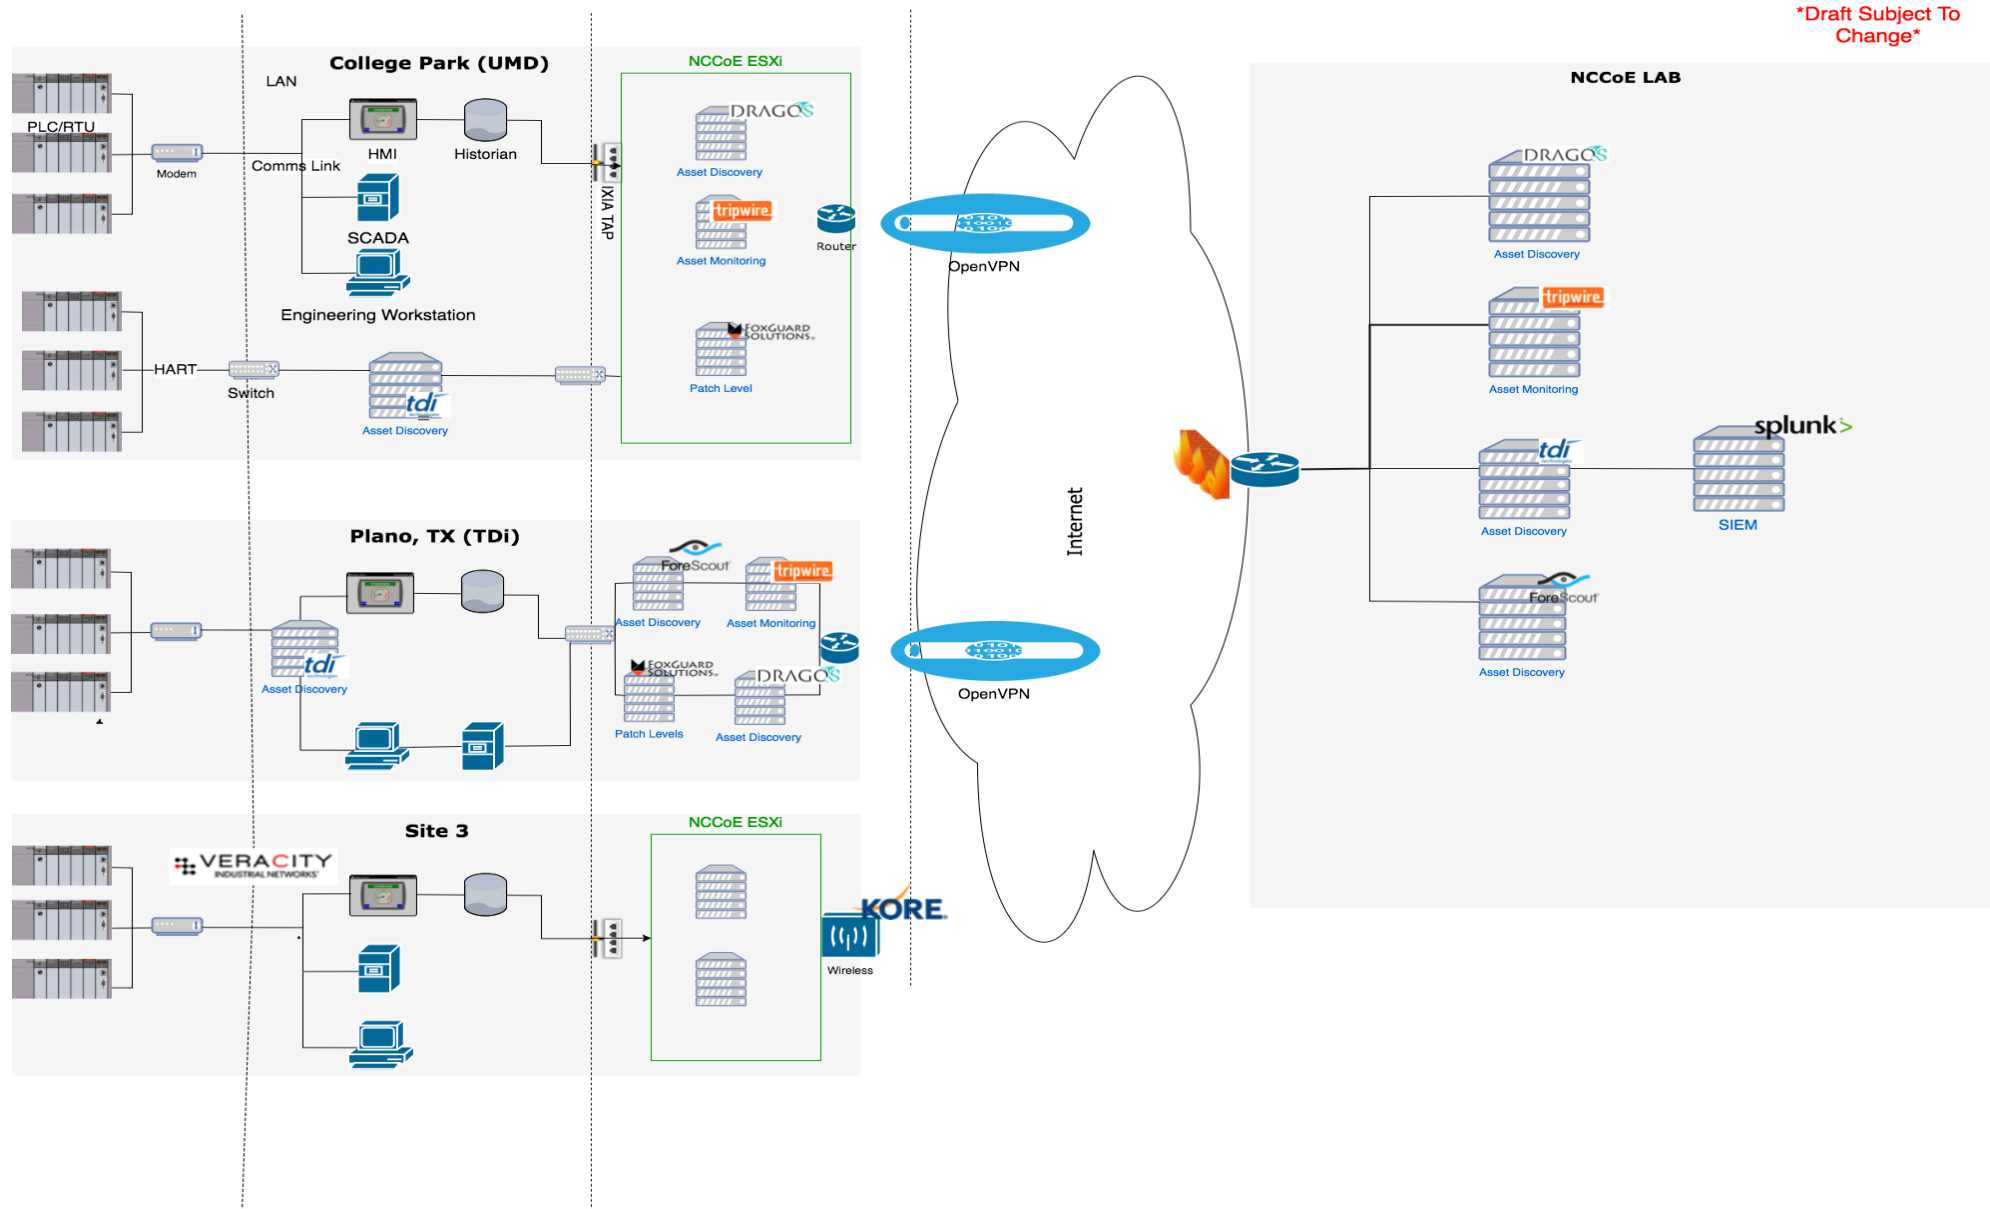 *Draft Subject To
Change*
College Park (UMD)
NCCoE ESXi
LAN
PLC/RTU
Modem
Comms Link
HMI
Historian
SCADA
Engineering Workstation
IXIA TAP
DRAGOS
Asset Discovery
tripwire
Asset Monitoring
Router
FOXGUARD
SOLUTIONS
Patch Level
HART
Switch
tdi
technologies
Asset Discovery
OpenVPN
Internet
NCCoE LAB
DRAGOS
Asset Discovery
tripwire
Asset Monitoring
tdi
technologies
Asset Discovery
splunk>
SIEM
ForeScout
Asset Discovery
Plano, TX (TDi)
tdi
technologies
Asset Discovery
ForeScout
Asset Discovery
tripwire
Asset Monitoring
FOXGUARD
SOLUTIONS
Patch Levels
DRAGOS
Asset Discovery
OpenVPN
Site 3
NCCoE ESXi
VERACITY
INDUSTRIAL NETWORKS
KORE
Wireless